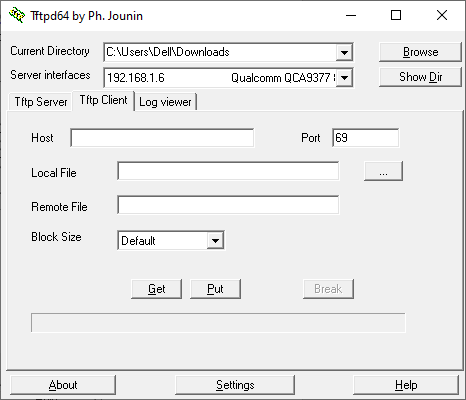 Tftpd64 by Ph. Jounin
Current Directory C:\Users\Dell\Downloads Browse
Server interfaces 192.168.1.6 Qualcomm QCA9377 Show Dir
Tftp Server Tftp Client Log viewer
Host Port 69
Local File ...
Remote File
Block Size Default
Get Put Break
About Settings Help